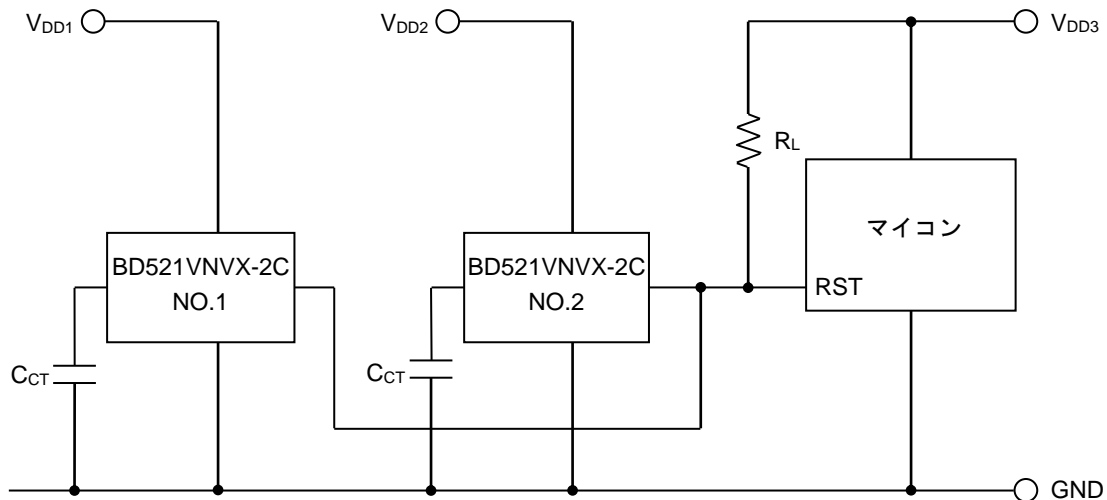 VDD1
VDD2
VDD3
RL
マイコン
BD521VNVX-2C
NO.1
BD521VNVX-2C
NO.2
RST
CCT
CCT
GND